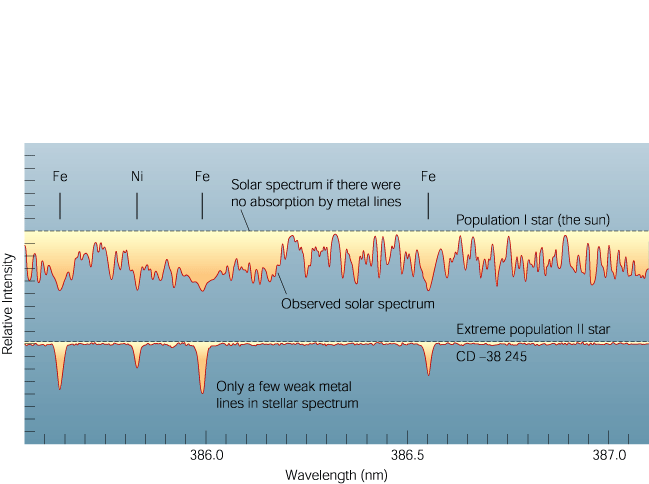 Fe
Ni
Fe
Fe
Solar spectrum if there were
no absorption by metal lines
Population I star (the sun)
Observed solar spectrum
Extreme population II star
CD –38 245
Only a few weak metal
lines in stellar spectrum
Relative Intensity
386.0
386.5
387.0
Wavelength (nm)